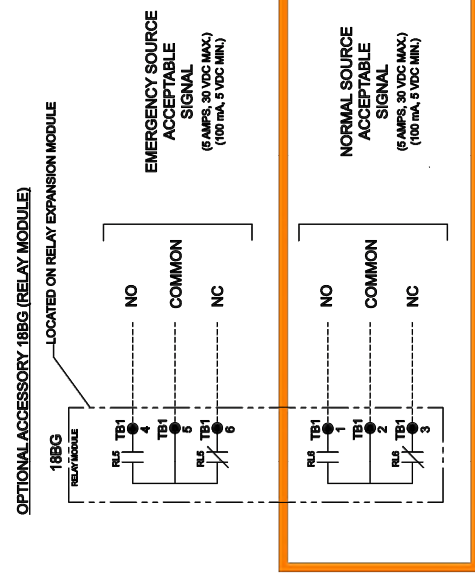 OPTIONAL ACCESSORY 18BG (RELAY MODULE)
LOCATED ON RELAY EXPANSION MODULE
18BG
RELAY MODULE
RL5
TB1
4
NO
TB1
5
COMMON
RL5
TB1
6
NC
EMERGENCY SOURCE
ACCEPTABLE
SIGNAL
(5 AMPS, 30 VDC MAX.)
(100 mA, 5 VDC MIN.)
RL6
TB1
1
NO
TB1
2
COMMON
RL6
TB1
3
NC
NORMAL SOURCE
ACCEPTABLE
SIGNAL
(5 AMPS, 30 VDC MAX.)
(100 mA, 5 VDC MIN.)